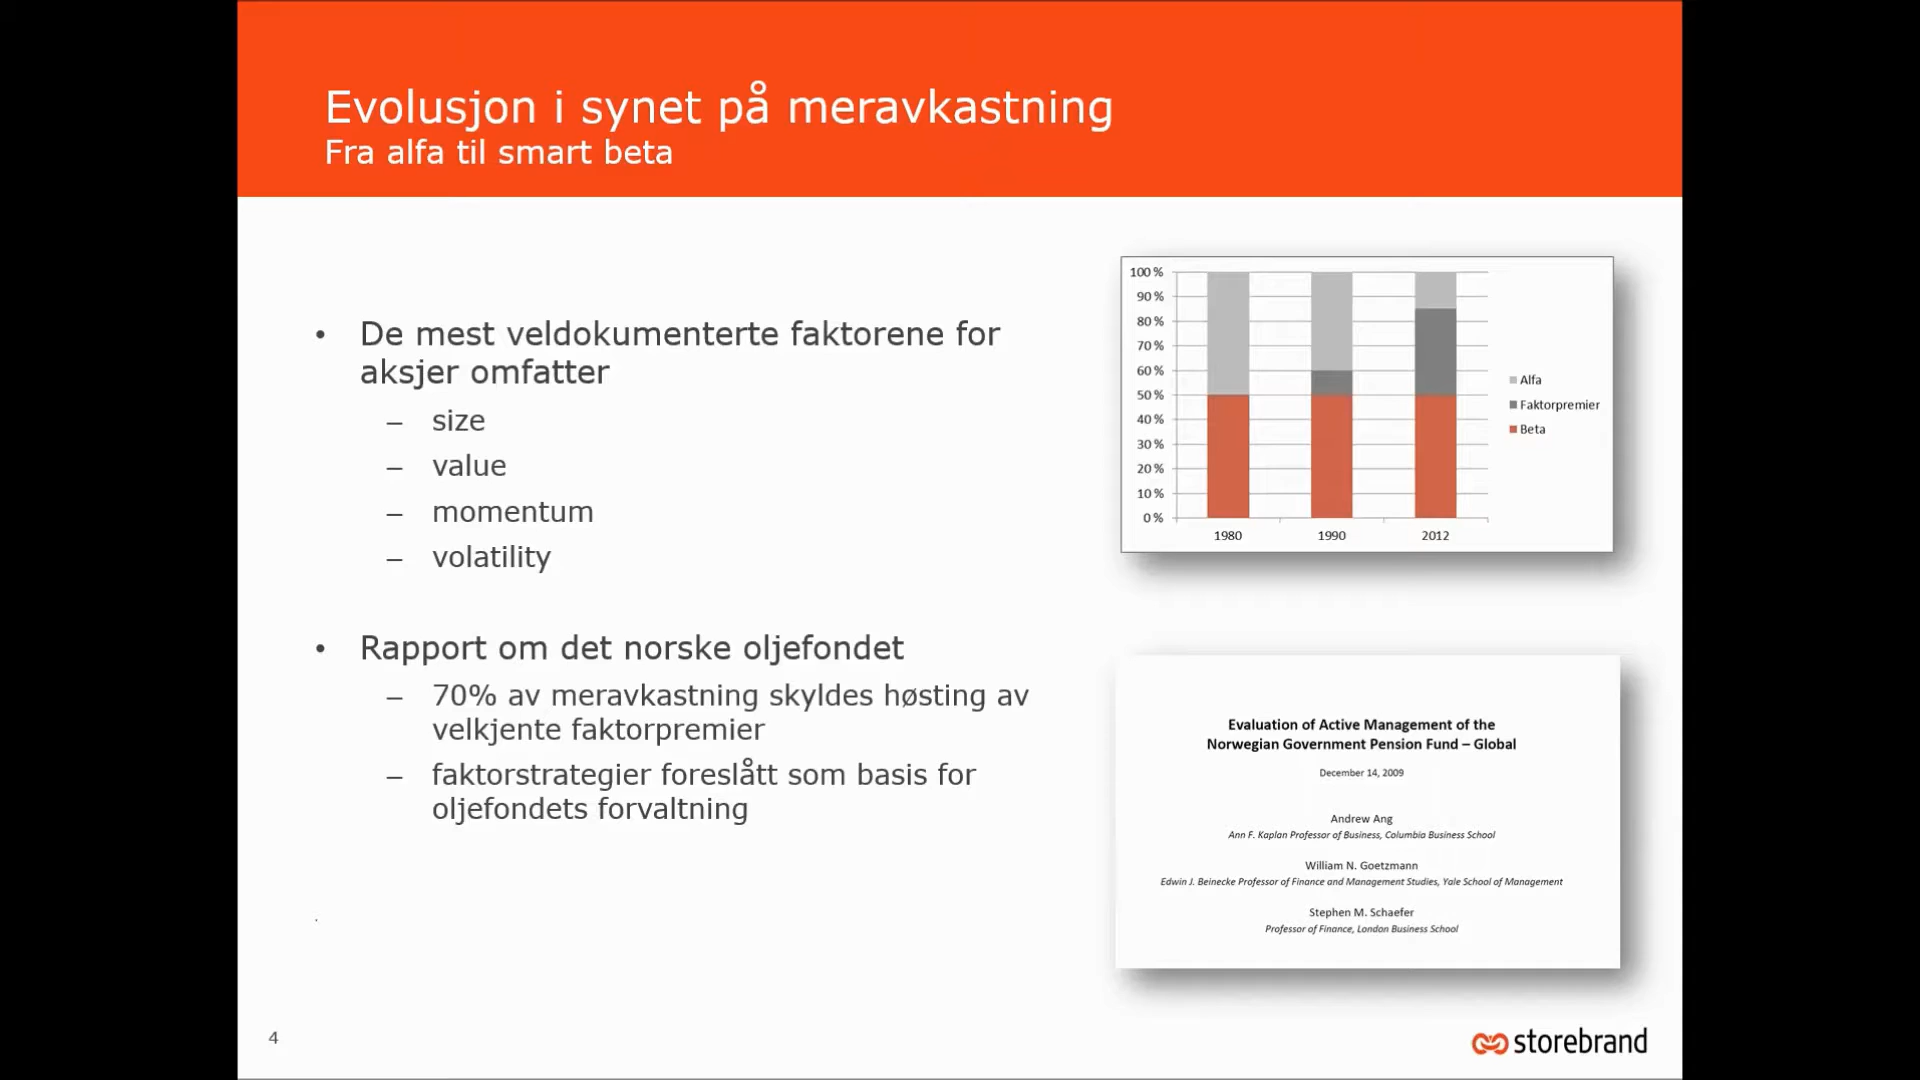 Evolusjon i synet på meravkastning
Fra alfa til smart beta
• De mest veldokumenterte faktorene for
aksjer omfatter
– size
– value
– momentum
– volatility
• Rapport om det norske oljefondet
– 70% av meravkastning skyldes høsting av
velkjente faktorpremier
– faktorstrategier foreslått som basis for
oljefondets forvaltning
.
100 %
90 %
80 %
70 %
60 %
50 %
40 %
30 %
20 %
10 %
0 %
1980 1990 2012
Alfa
Faktorpremier
Beta
Evaluation of Active Management of the
Norwegian Government Pension Fund – Global
December 14, 2009
Andrew Ang
Ann F. Kaplan Professor of Business, Columbia Business School
William N. Goetzmann
Edwin J. Beinecke Professor of Finance and Management Studies, Yale School of Management
Stephen M. Schaefer
Professor of Finance, London Business School
4
storebrand